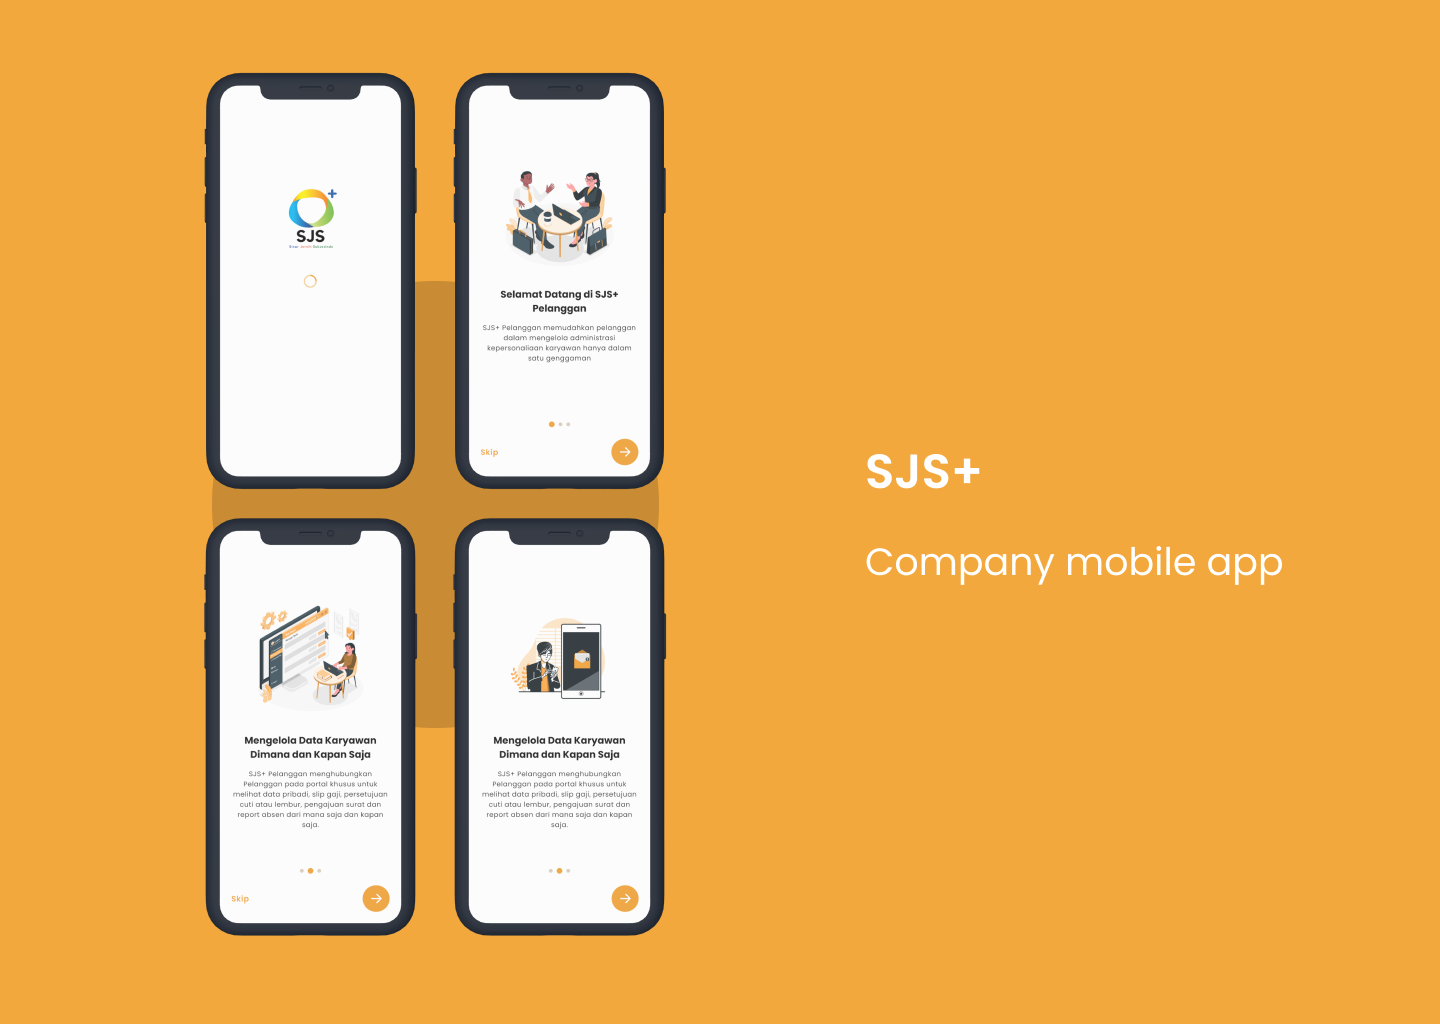 SJS
Sinar Jernih Suksesindo
Selamat Datang di SJS+
Pelanggan
SJS+ Pelanggan memudahkan pelanggan
dalam mengelola administrasi
kepersonaliaan karyawan hanya dalam
satu genggaman
Skip
Mengelola Data Karyawan
Dimana dan Kapan Saja
SJS+ Pelanggan menghubungkan
Pelanggan pada portal khusus untuk
melihat data pribadi, slip gaji, persetujuan
cuti atau lembur, pengajuan surat dan
report absen dari mana saja dan kapan
saja.
Skip
Mengelola Data Karyawan
Dimana dan Kapan Saja
SJS+ Pelanggan menghubungkan
Pelanggan pada portal khusus untuk
melihat data pribadi, slip gaji, persetujuan
cuti atau lembur, pengajuan surat dan
report absen dari mana saja dan kapan
saja.
SJS+
Company mobile app